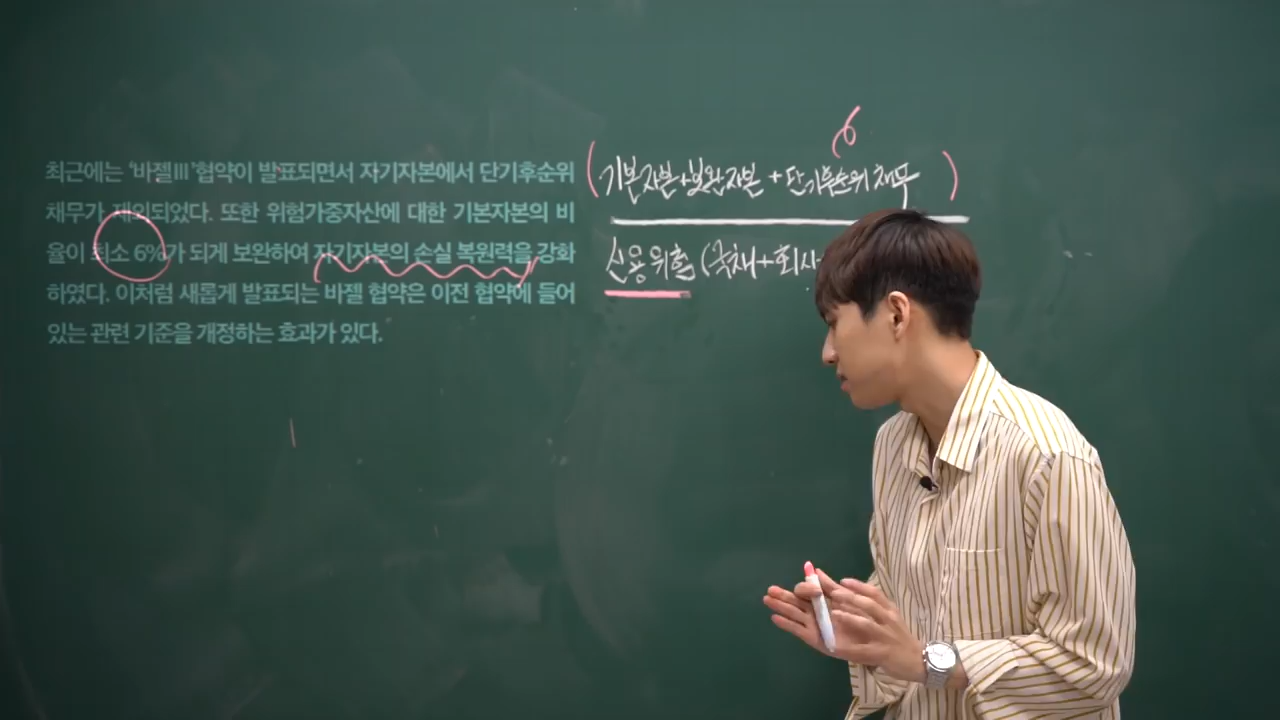 최근에는 ‘바젤Ⅲ’협약이 발표되면서 자기자본에서 단기후순위
채무가 제외되었다. 또한 위험가중자산에 대한 기본자본의 비
율이 최소 6%가 되게 보완하여 자기자본의 손실 복원력을 강화
하였다. 이처럼 새롭게 발표되는 바젤 협약은 이전 협약에 들어
있는 관련 기준을 개정하는 효과가 있다.
6
(기본자본+보완자본+단기후순위 채무)
신용위험 (국채+회사